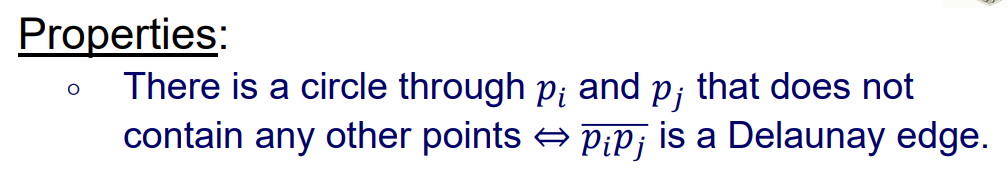 Properties:
◦ There is a circle through pᵢ and pⱼ that does not
contain any other points ⇔ p̅ᵢp̅ⱼ is a Delaunay edge.